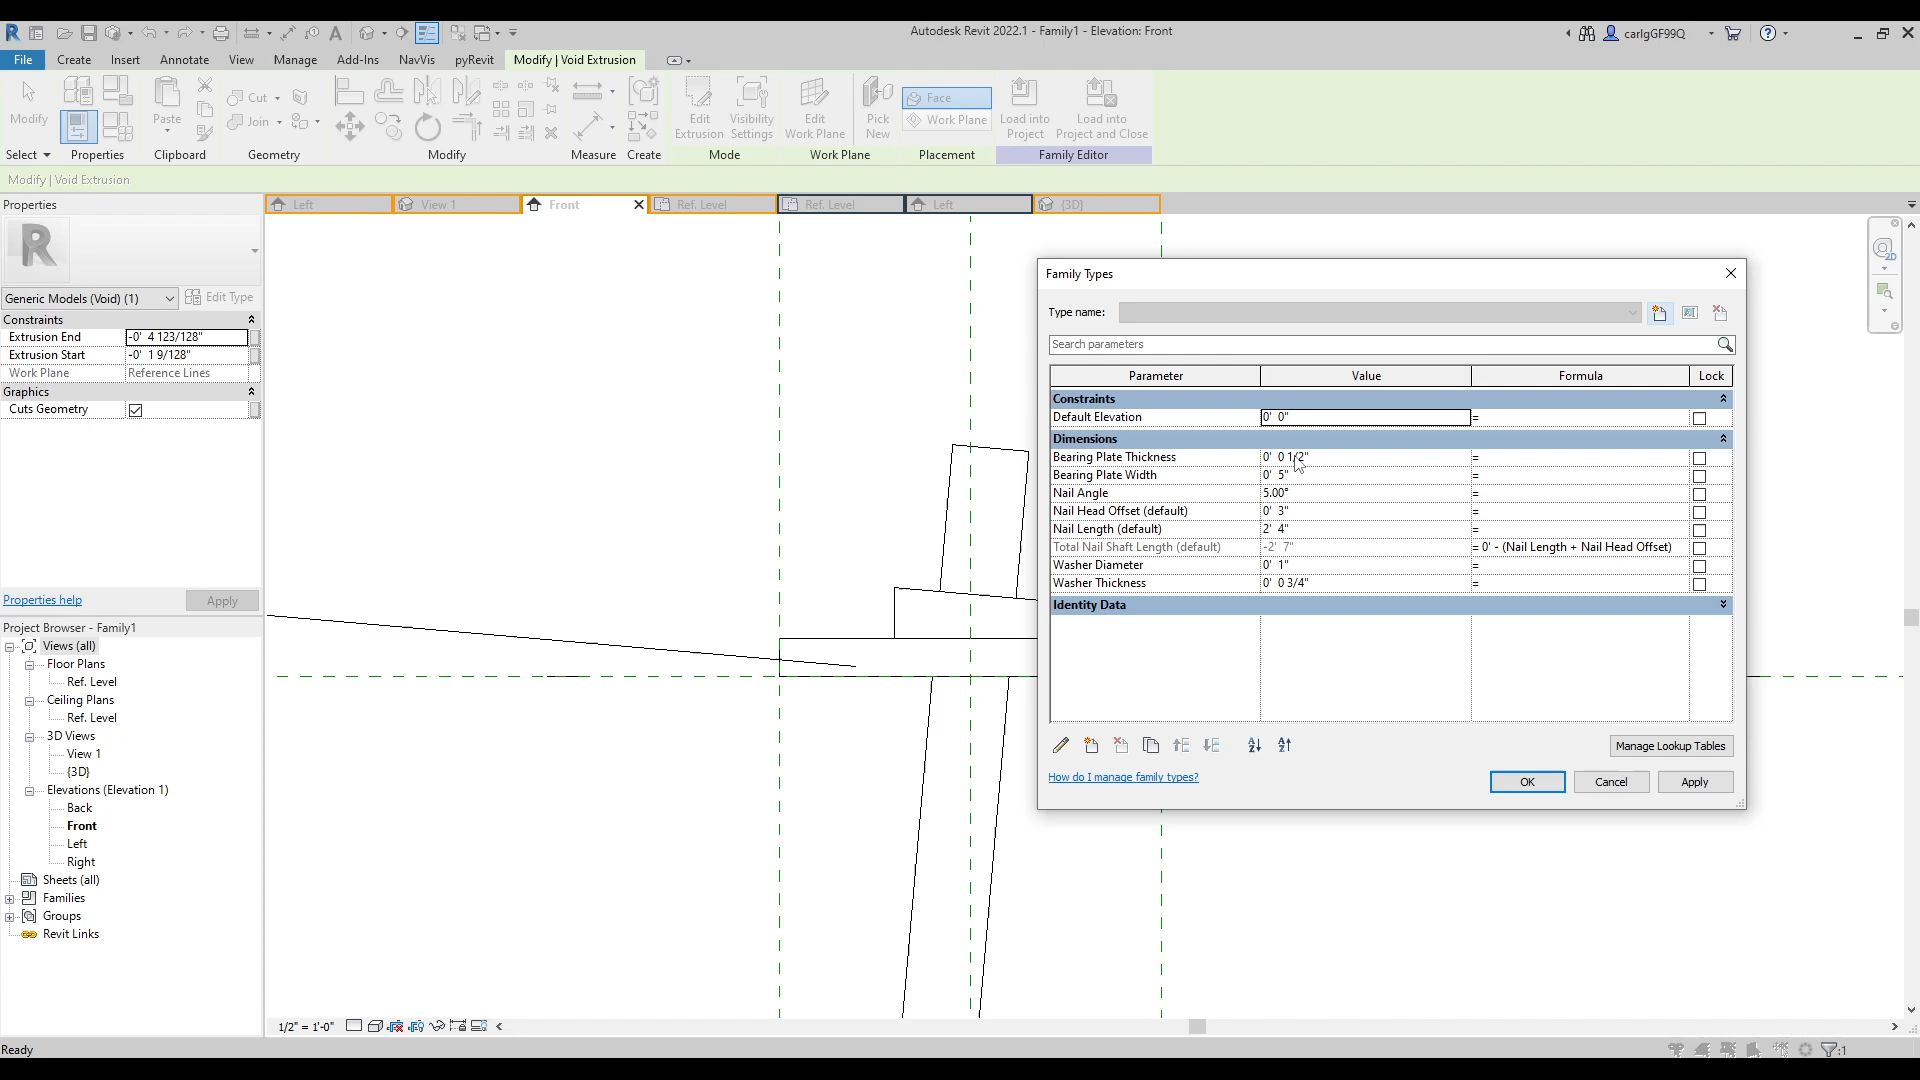 Autodesk Revit 2022.1 - Family1 - Elevation: Front
carlgGF99Q
File Create Insert Annotate View Manage Add-Ins NavVis pyRevit Modify | Void Extrusion
Modify
Paste
Cut
Join
Edit Extrusion
Visibility Settings
Edit Work Plane
Pick New
Face
Work Plane
Load into Project
Load into Project and Close
Select Properties Clipboard Geometry Modify Measure Create Mode Work Plane Placement Family Editor
Modify | Void Extrusion
Properties
Left View 1 Front Ref. Level Ref. Level Left {3D}
Generic Models (Void) (1) Edit Type
Constraints
Extrusion End -0' 4 123/128"
Extrusion Start -0' 1 9/128"
Work Plane Reference Lines
Graphics
Cuts Geometry
Properties help Apply
Project Browser - Family1
Views (all)
Floor Plans
Ref. Level
Ceiling Plans
Ref. Level
3D Views
View 1
{3D}
Elevations (Elevation 1)
Back
Front
Left
Right
Sheets (all)
Families
Groups
Revit Links
Family Types
Type name:
Search parameters
Parameter Value Formula Lock
Constraints
Default Elevation 0' 0" =
Dimensions
Bearing Plate Thickness 0' 0 1/2" =
Bearing Plate Width 0' 5" =
Nail Angle 5.00° =
Nail Head Offset (default) 0' 3" =
Nail Length (default) 2' 4" =
Total Nail Shaft Length (default) -2' 7" = 0' - (Nail Length + Nail Head Offset)
Washer Diameter 0' 1" =
Washer Thickness 0' 0 3/4" =
Identity Data
Manage Lookup Tables
How do I manage family types?
OK Cancel Apply
1/2" = 1'-0"
Ready
:1